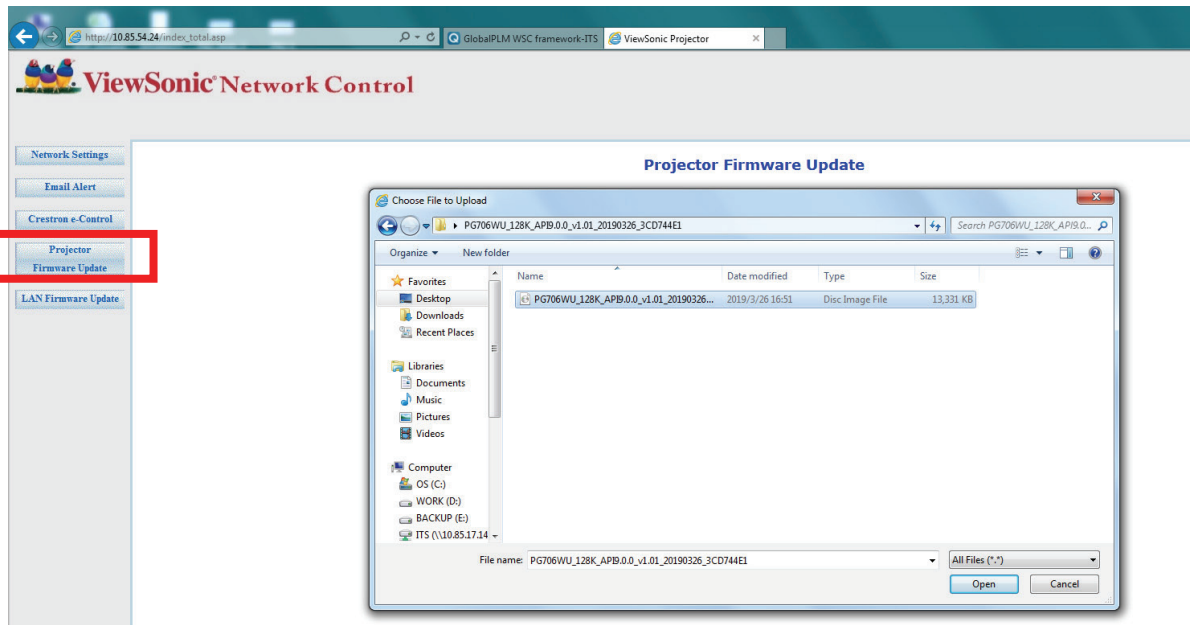 http://10.85.54.24/index_total.asp
GlobalPLM WSC framework-ITS
ViewSonic Projector
ViewSonic® Network Control
Network Settings
Email Alert
Crestron e-Control
Projector
Firmware Update
LAN Firmware Update
Projector Firmware Update
Choose File to Upload
PG706WU_128K_API9.0.0_v1.01_20190326_3CD744E1
Search PG706WU_128K_API9.0...
Organize
New folder
Favorites
Desktop
Downloads
Recent Places
Libraries
Documents
Music
Pictures
Videos
Computer
OS (C:)
WORK (D:)
BACKUP (E:)
ITS (\\10.85.17.14
Name Date modified Type Size
PG706WU_128K_API9.0.0_v1.01_20190326... 2019/3/26 16:51 Disc Image File 13,331 KB
File name: PG706WU_128K_API9.0.0_v1.01_20190326_3CD744E1
All Files (*.*)
Open
Cancel